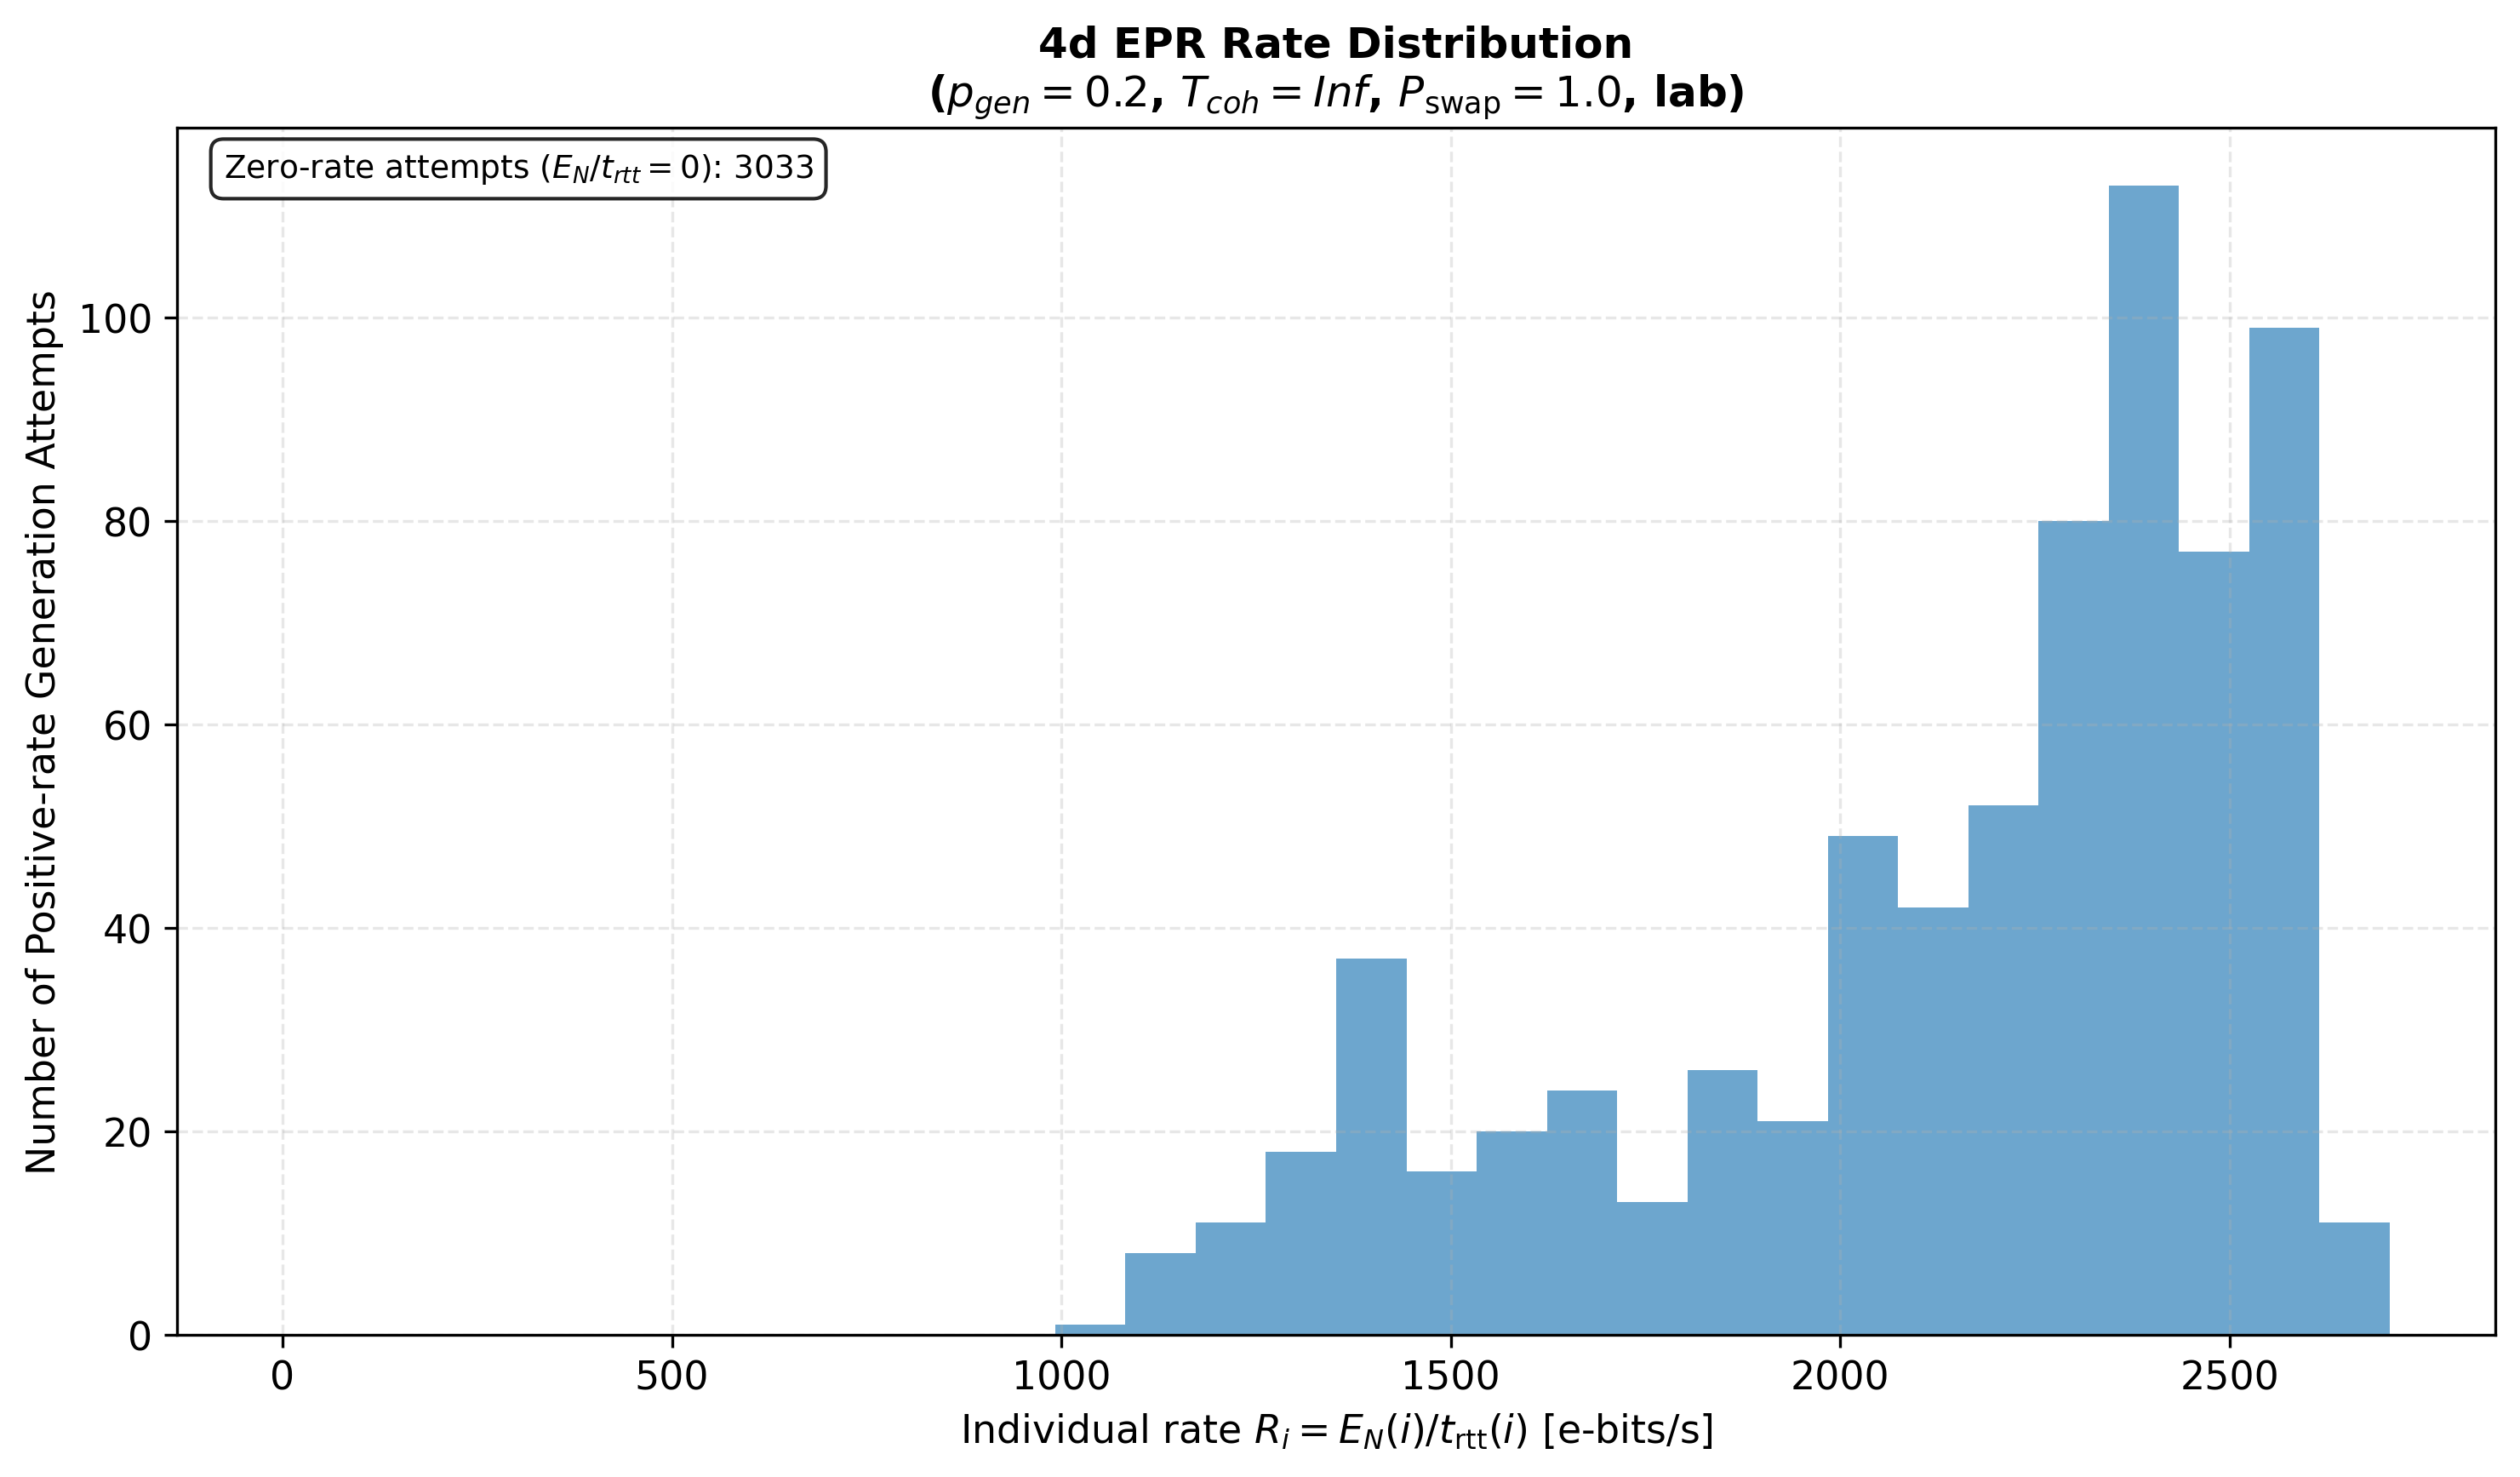 4d EPR Rate Distribution
(p_gen = 0.2, T_coh = Inf, P_swap = 1.0, lab)
Zero-rate attempts (E_N/t_rtt = 0): 3033
Number of Positive-rate Generation Attempts
100
80
60
40
20
0
0 500 1000 1500 2000 2500
Individual rate R_i = E_N(i)/t_rtt(i) [e-bits/s]